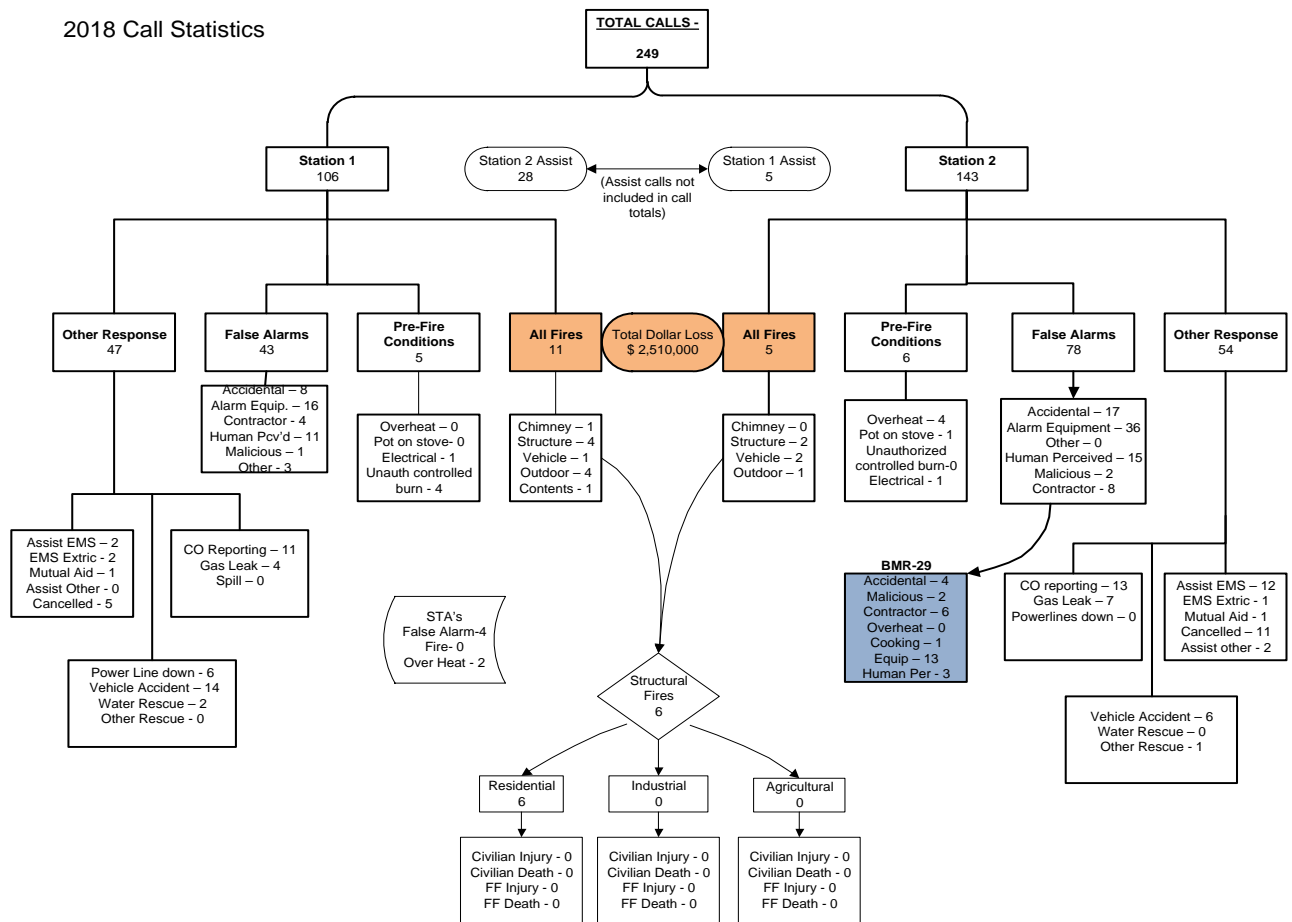 2018 Call Statistics
TOTAL CALLS -
249
Station 1
106
Station 2 Assist
28
(Assist calls not
included in call
totals)
Station 1 Assist
5
Station 2
143
Other Response
47
False Alarms
43
Pre-Fire
Conditions
5
All Fires
11
Total Dollar Loss
$ 2,510,000
All Fires
5
Pre-Fire
Conditions
6
False Alarms
78
Other Response
54
Accidental – 8
Alarm Equip. – 16
Contractor - 4
Human Pcv’d – 11
Malicious – 1
Other - 3
Overheat – 0
Pot on stove- 0
Electrical – 1
Unauth controlled
burn - 4
Chimney – 1
Structure – 4
Vehicle – 1
Outdoor – 4
Contents – 1
Chimney – 0
Structure – 2
Vehicle – 2
Outdoor – 1
Overheat – 4
Pot on stove - 1
Unauthorized
controlled burn-0
Electrical – 1
Accidental – 17
Alarm Equipment – 36
Other – 0
Human Perceived – 15
Malicious – 2
Contractor - 8
Assist EMS – 2
EMS Extric - 2
Mutual Aid – 1
Assist Other – 0
Cancelled - 5
CO Reporting – 11
Gas Leak – 4
Spill – 0
Power Line down - 6
Vehicle Accident – 14
Water Rescue – 2
Other Rescue – 0
STA’s
False Alarm-4
Fire- 0
Over Heat - 2
BMR-29
Accidental – 4
Malicious – 2
Contractor – 6
Overheat – 0
Cooking – 1
Equip – 13
Human Per - 3
CO reporting – 13
Gas Leak – 7
Powerlines down – 0
Assist EMS – 12
EMS Extric - 1
Mutual Aid – 1
Cancelled – 11
Assist other - 2
Vehicle Accident – 6
Water Rescue – 0
Other Rescue - 1
Structural
Fires
6
Residential
6
Industrial
0
Agricultural
0
Civilian Injury - 0
Civilian Death - 0
FF Injury - 0
FF Death - 0
Civilian Injury - 0
Civilian Death - 0
FF Injury - 0
FF Death - 0
Civilian Injury - 0
Civilian Death - 0
FF Injury - 0
FF Death - 0